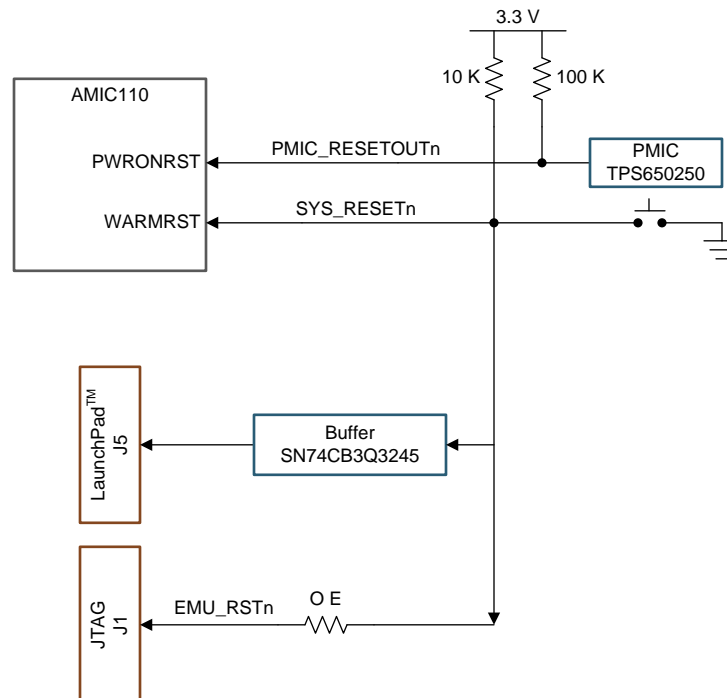 3.3 V
10 K
100 K
AMIC110
PWRONRST
PMIC_RESETOUTn
PMIC
TPS650250
WARMRST
SYS_RESETn
LaunchPad™
J5
Buffer
SN74CB3Q3245
JTAG
J1
EMU_RSTn
O E